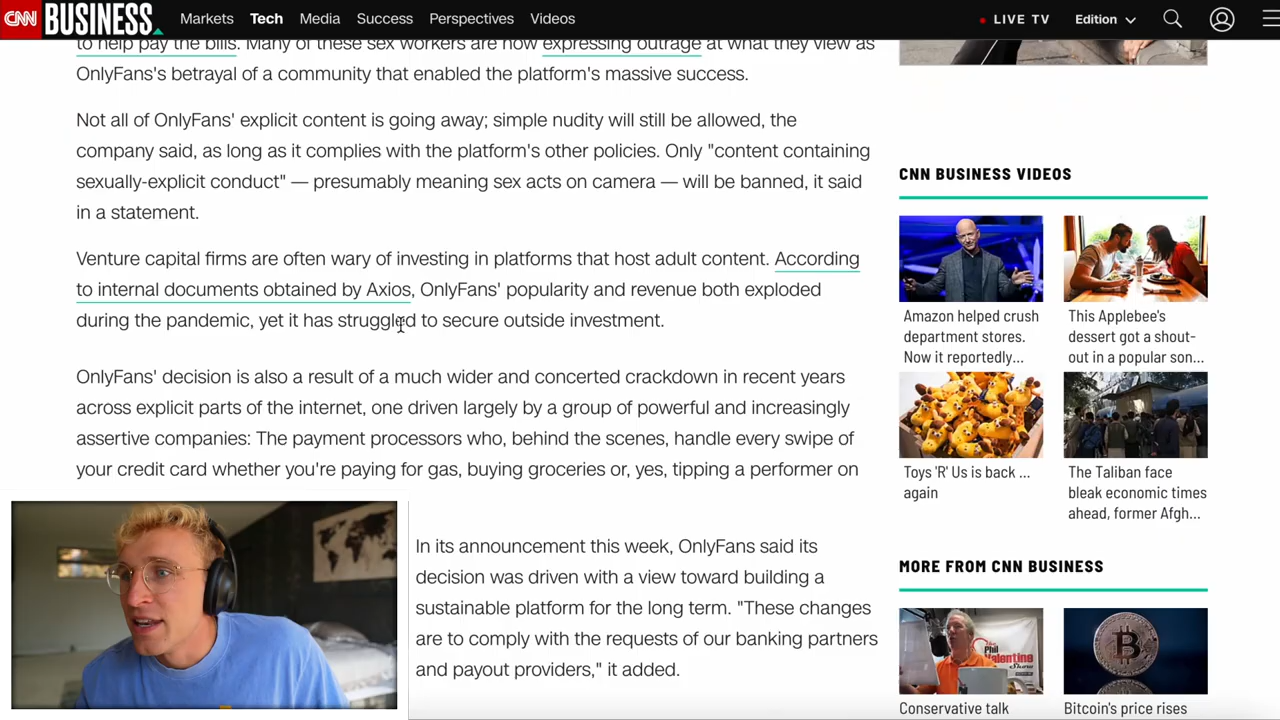 CNN BUSINESS
Markets Tech Media Success Perspectives Videos
LIVE TV Edition
to help pay the bills. Many of these sex workers are now expressing outrage at what they view as
OnlyFans's betrayal of a community that enabled the platform's massive success.
Not all of OnlyFans' explicit content is going away; simple nudity will still be allowed, the
company said, as long as it complies with the platform's other policies. Only "content containing
sexually-explicit conduct" — presumably meaning sex acts on camera — will be banned, it said
in a statement.
Venture capital firms are often wary of investing in platforms that host adult content. According
to internal documents obtained by Axios, OnlyFans' popularity and revenue both exploded
during the pandemic, yet it has struggled to secure outside investment.
OnlyFans' decision is also a result of a much wider and concerted crackdown in recent years
across explicit parts of the internet, one driven largely by a group of powerful and increasingly
assertive companies: The payment processors who, behind the scenes, handle every swipe of
your credit card whether you're paying for gas, buying groceries or, yes, tipping a performer on
In its announcement this week, OnlyFans said its
decision was driven with a view toward building a
sustainable platform for the long term. "These changes
are to comply with the requests of our banking partners
and payout providers," it added.
CNN BUSINESS VIDEOS
Amazon helped crush
department stores.
Now it reportedly...
This Applebee's
dessert got a shout-
out in a popular son...
Toys 'R' Us is back ...
again
The Taliban face
bleak economic times
ahead, former Afgh...
MORE FROM CNN BUSINESS
Phil
Valentine
Show
Conservative talk
Bitcoin's price rises